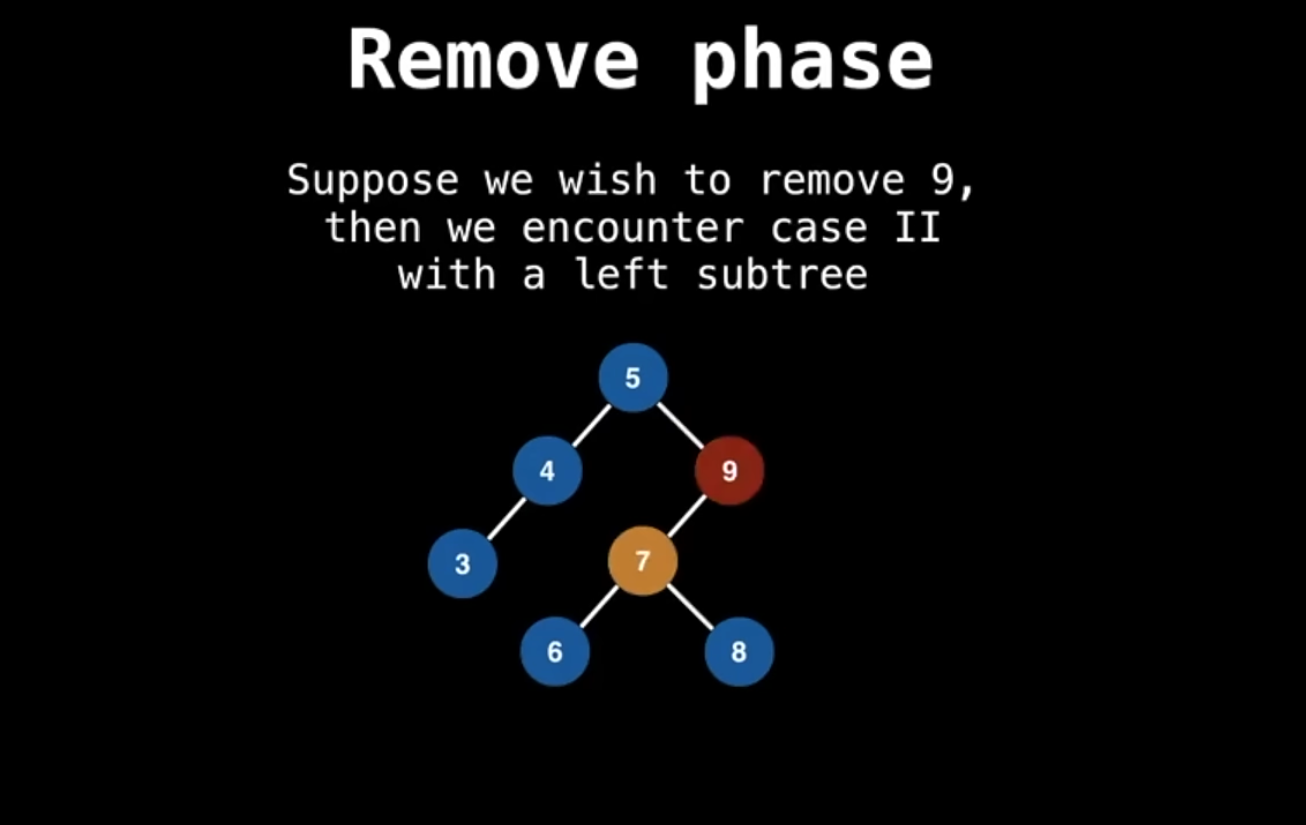 Remove phase
Suppose we wish to remove 9,
then we encounter case II
with a left subtree
5
4
9
3
7
6
8